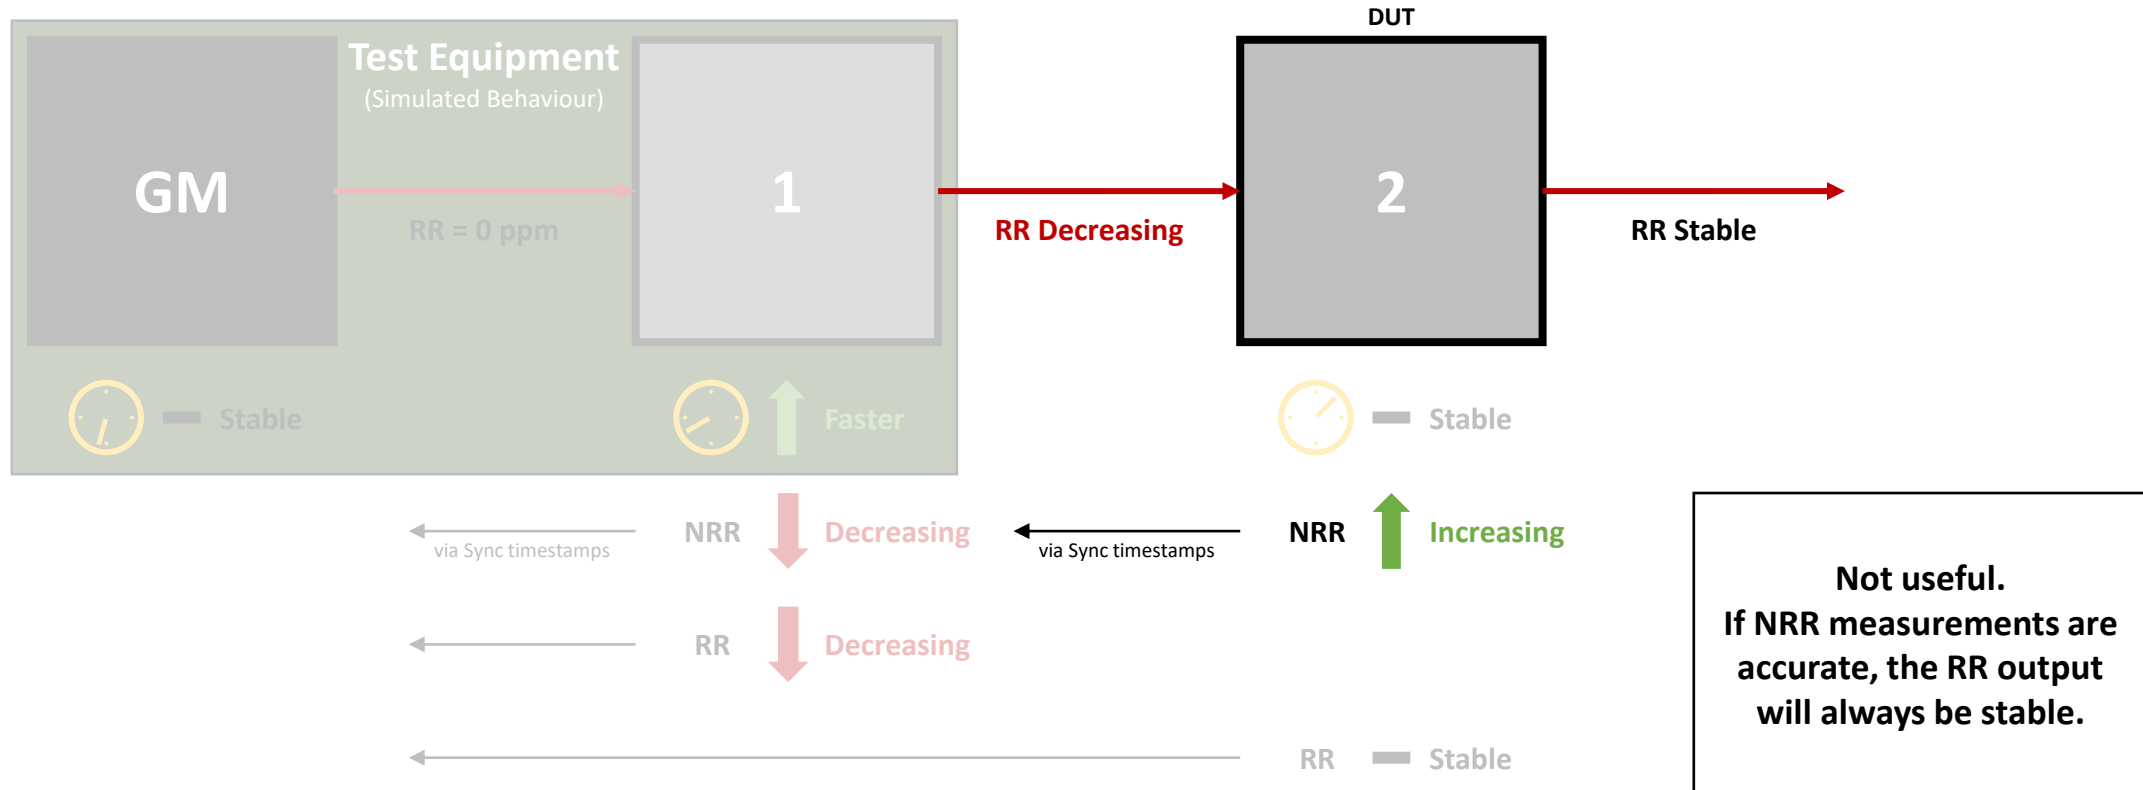 DUT
Test Equipment
(Simulated Behaviour)
GM
1
2
RR = 0 ppm
RR Decreasing
RR Stable
Stable
Faster
Stable
via Sync timestamps
NRR
Decreasing
via Sync timestamps
NRR
Increasing
RR
Decreasing
RR
Stable
Not useful.
If NRR measurements are
accurate, the RR output
will always be stable.